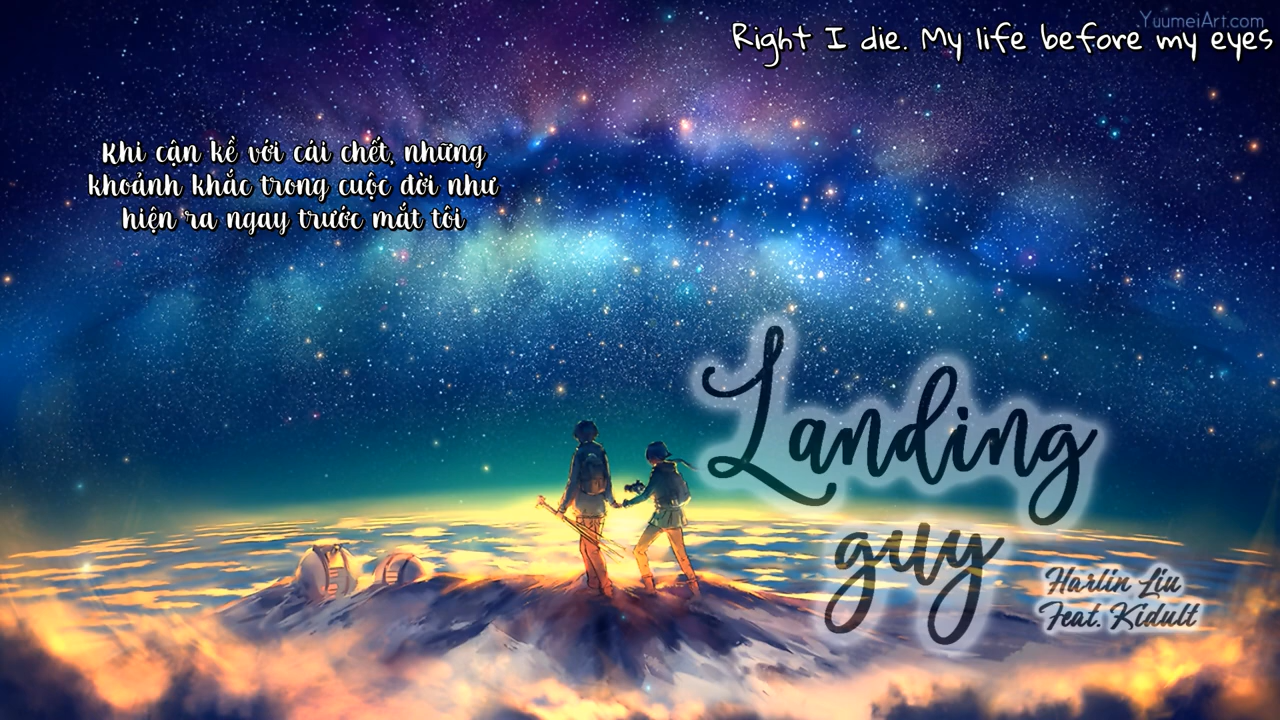 YuumeiArt.com
Right I die. My life before my eyes
Khi cận kề với cái chết, những
khoảnh khắc trong cuộc đời như
hiện ra ngay trước mắt tôi
Landing
guy
Harlin Liu
Feat. Kidult